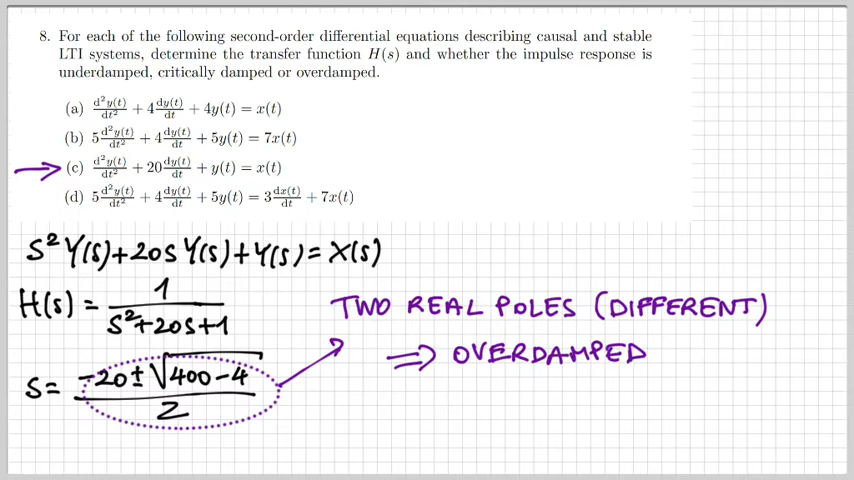 8. For each of the following second-order differential equations describing causal and stable
LTI systems, determine the transfer function H(s) and whether the impulse response is
underdamped, critically damped or overdamped.
(a) d²y(t)/dt² + 4 dy(t)/dt + 4y(t) = x(t)
(b) 5 d²y(t)/dt² + 4 dy(t)/dt + 5y(t) = 7x(t)
(c) d²y(t)/dt² + 20 dy(t)/dt + y(t) = x(t)
(d) 5 d²y(t)/dt² + 4 dy(t)/dt + 5y(t) = 3 dx(t)/dt + 7x(t)
S² Y(s) + 20S Y(s) + Y(s) = X(s)
H(s) = 1/(S² + 20S + 1)
TWO REAL POLES (DIFFERENT)
⇒ OVERDAMPED
S = (-20 ± √(400 - 4))/2